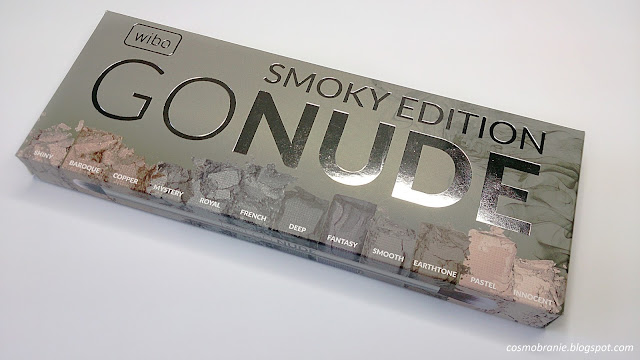 wibo
SMOKY EDITION
GONUDE
SHINY BAROQUE COPPER MYSTERY ROYAL FRENCH DEEP FANTASY SMOOTH EARTHTONE PASTEL INNOCENT
cosmobranie.blogspot.com